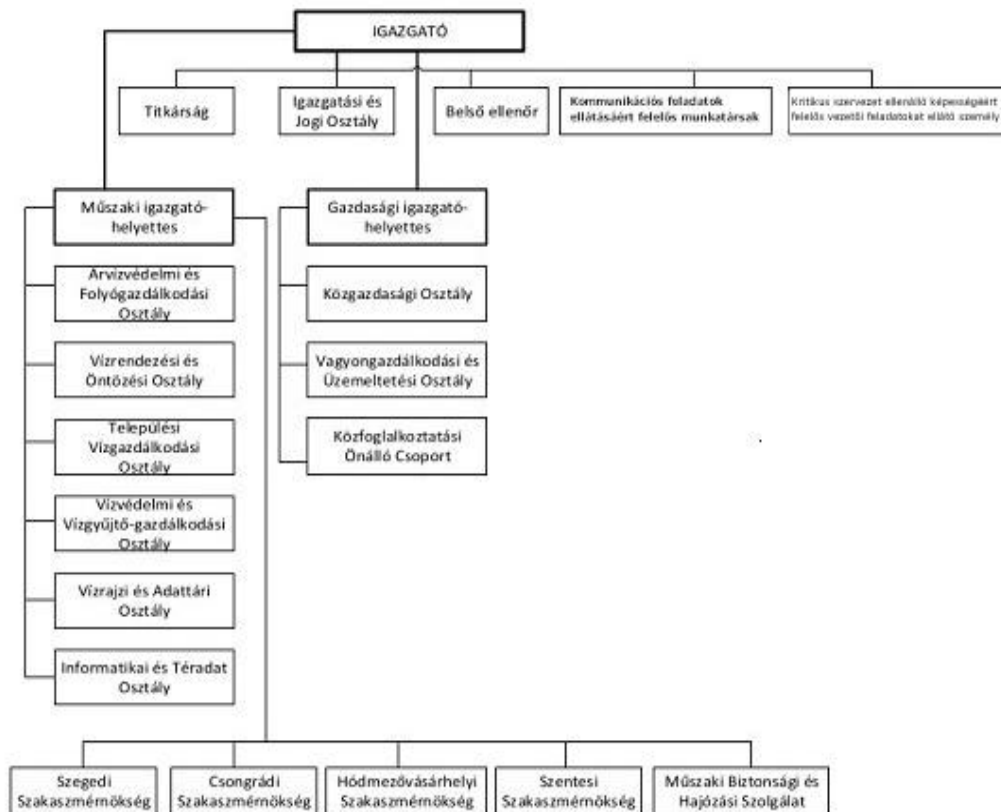 IGAZGATÓ
Titkárság
Igazgatási és
Jogi Osztály
Belső ellenőr
Kommunikációs foladatok
ellátásáért felelős munkatársak
Kritikus szervezet ellenálló képességéért
felelős vezetői feladatokat ellátó személy
Műszaki igazgató-
helyettes
Gazdasági igazgató-
helyettes
Árvízvédelmi és
Folyógazdálkodási
Osztály
Közgazdasági Osztály
Vízrendezési és
Öntözési Osztály
Vagyongazdálkodási és
Üzemeltetési Osztály
Települési
Vízgazdálkodási
Osztály
Közfoglalkoztatási
Önálló Csoport
Vízvédelmi és
Vízgyűjtő-gazdálkodási
Osztály
Vízrajzi és Adattári
Osztály
Informatikai és Téradat
Osztály
Szegedi
Szakaszmérnökség
Csongrádi
Szakaszmérnökség
Hódmezővásárhelyi
Szakaszmérnökség
Szentesi
Szakaszmérnökség
Műszaki Biztonsági és
Hajózási Szolgálat